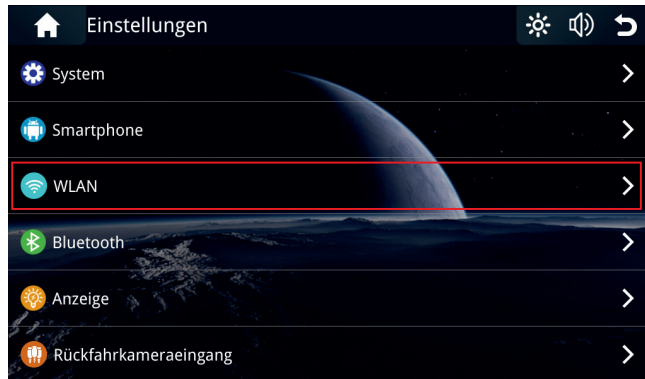 Einstellungen
System
Smartphone
WLAN
Bluetooth
Anzeige
Rückfahrkameraeingang